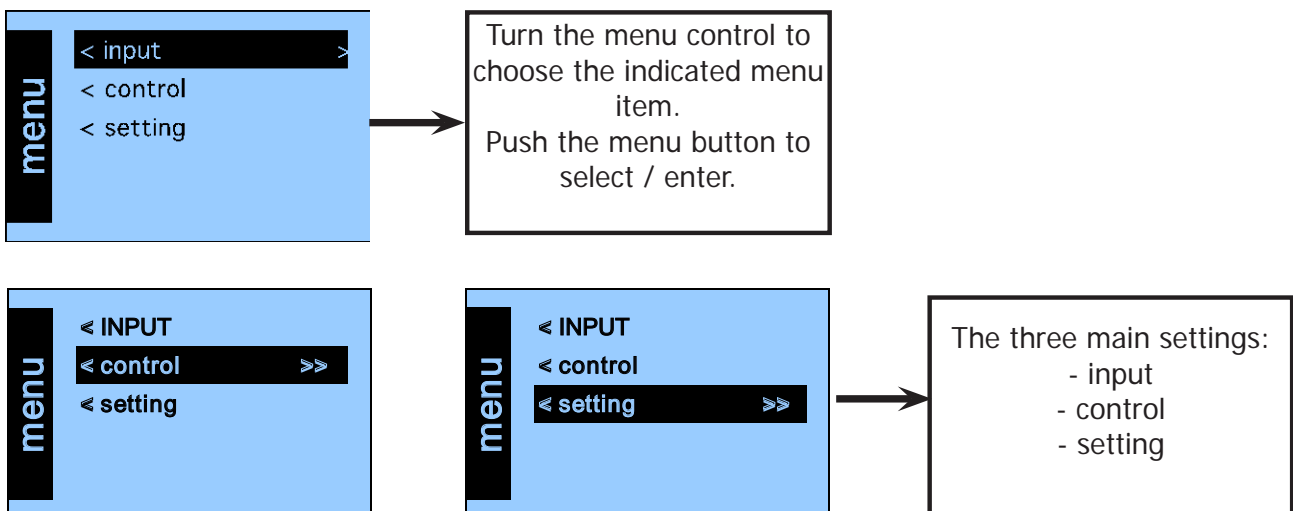 menu
< input >
< control
< setting
Turn the menu control to
choose the indicated menu
item.
Push the menu button to
select / enter.
menu
< INPUT
< control >>
< setting
menu
< INPUT
< control
< setting >>
The three main settings:
- input
- control
- setting